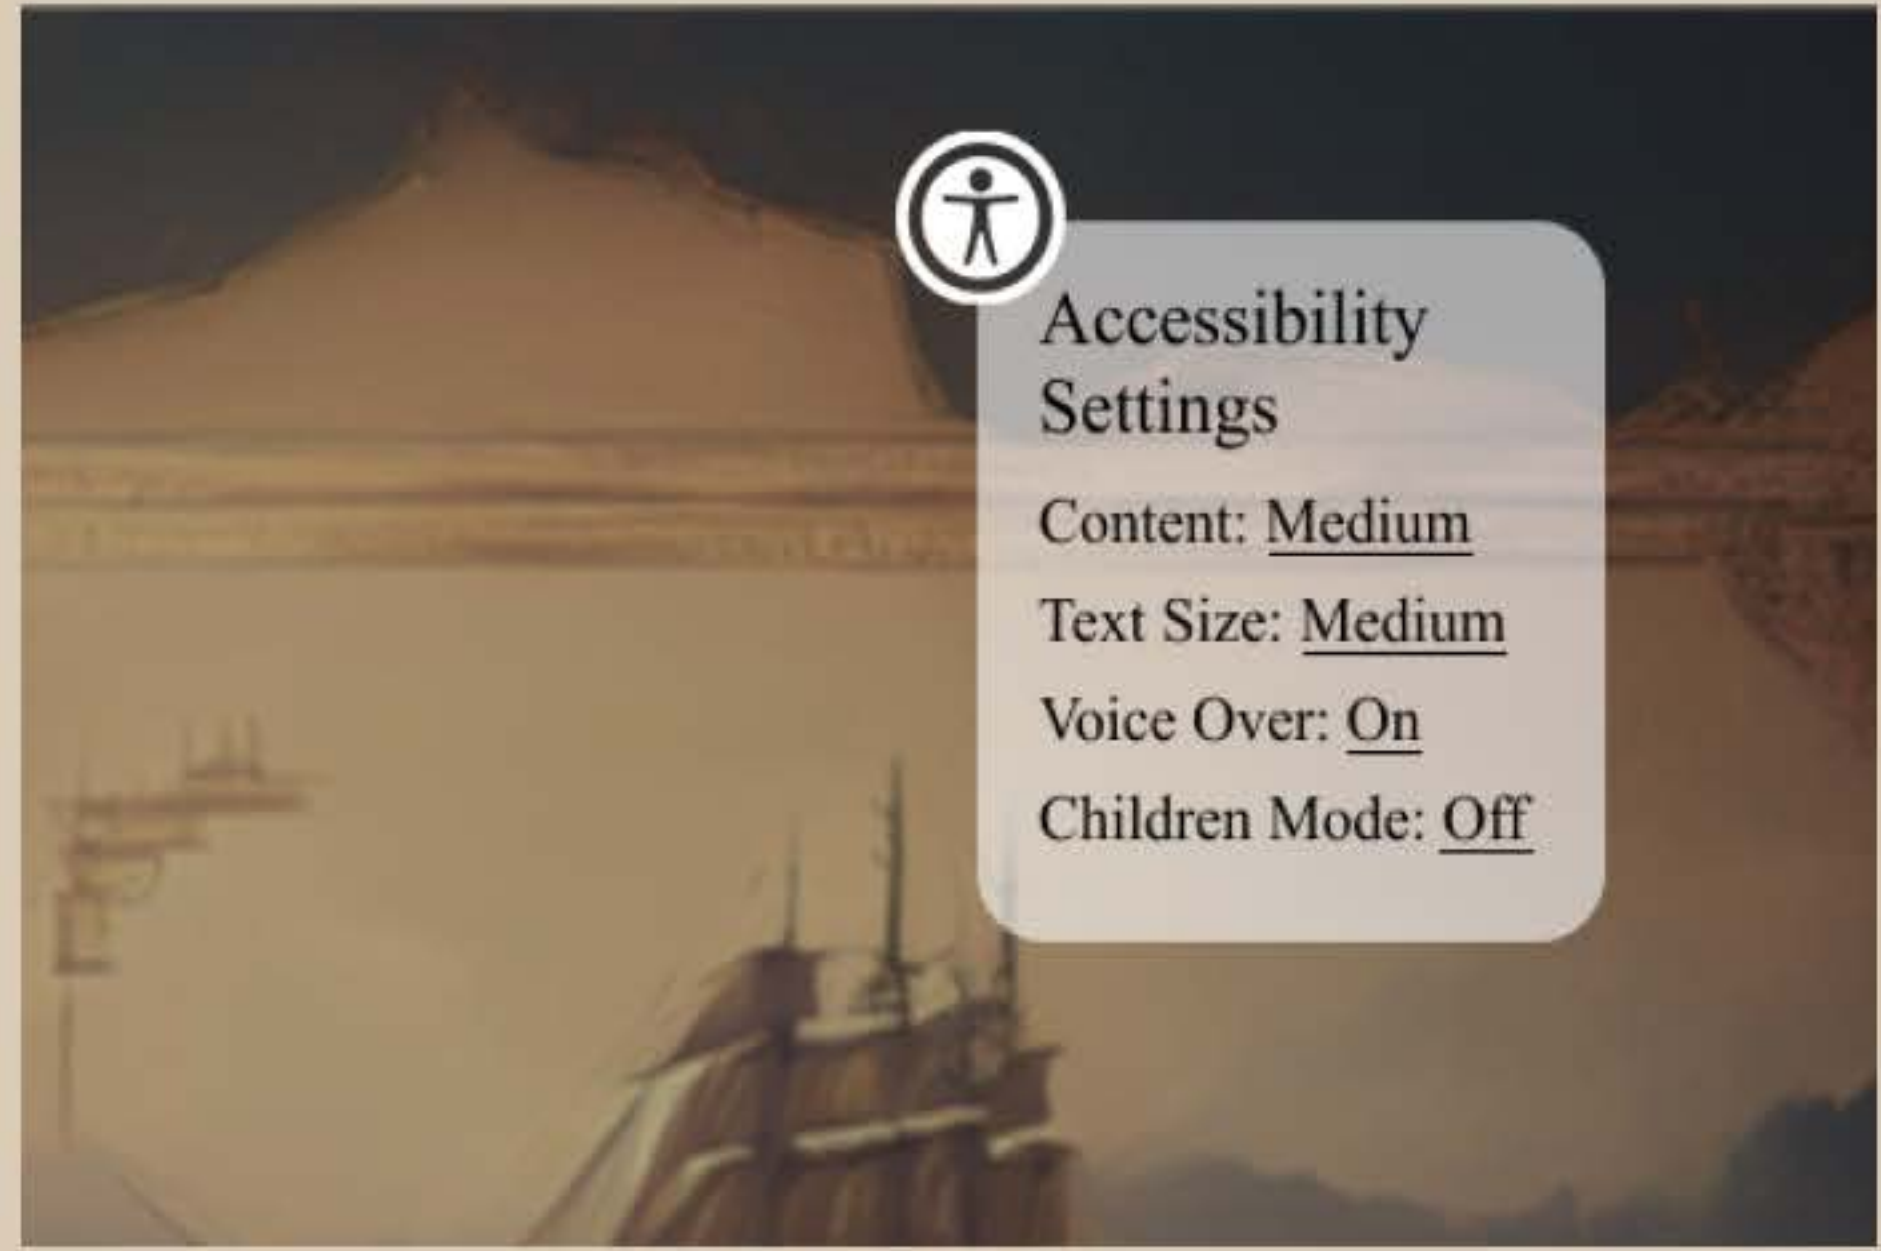 Accessibility
Settings
Content: Medium
Text Size: Medium
Voice Over: On
Children Mode: Off